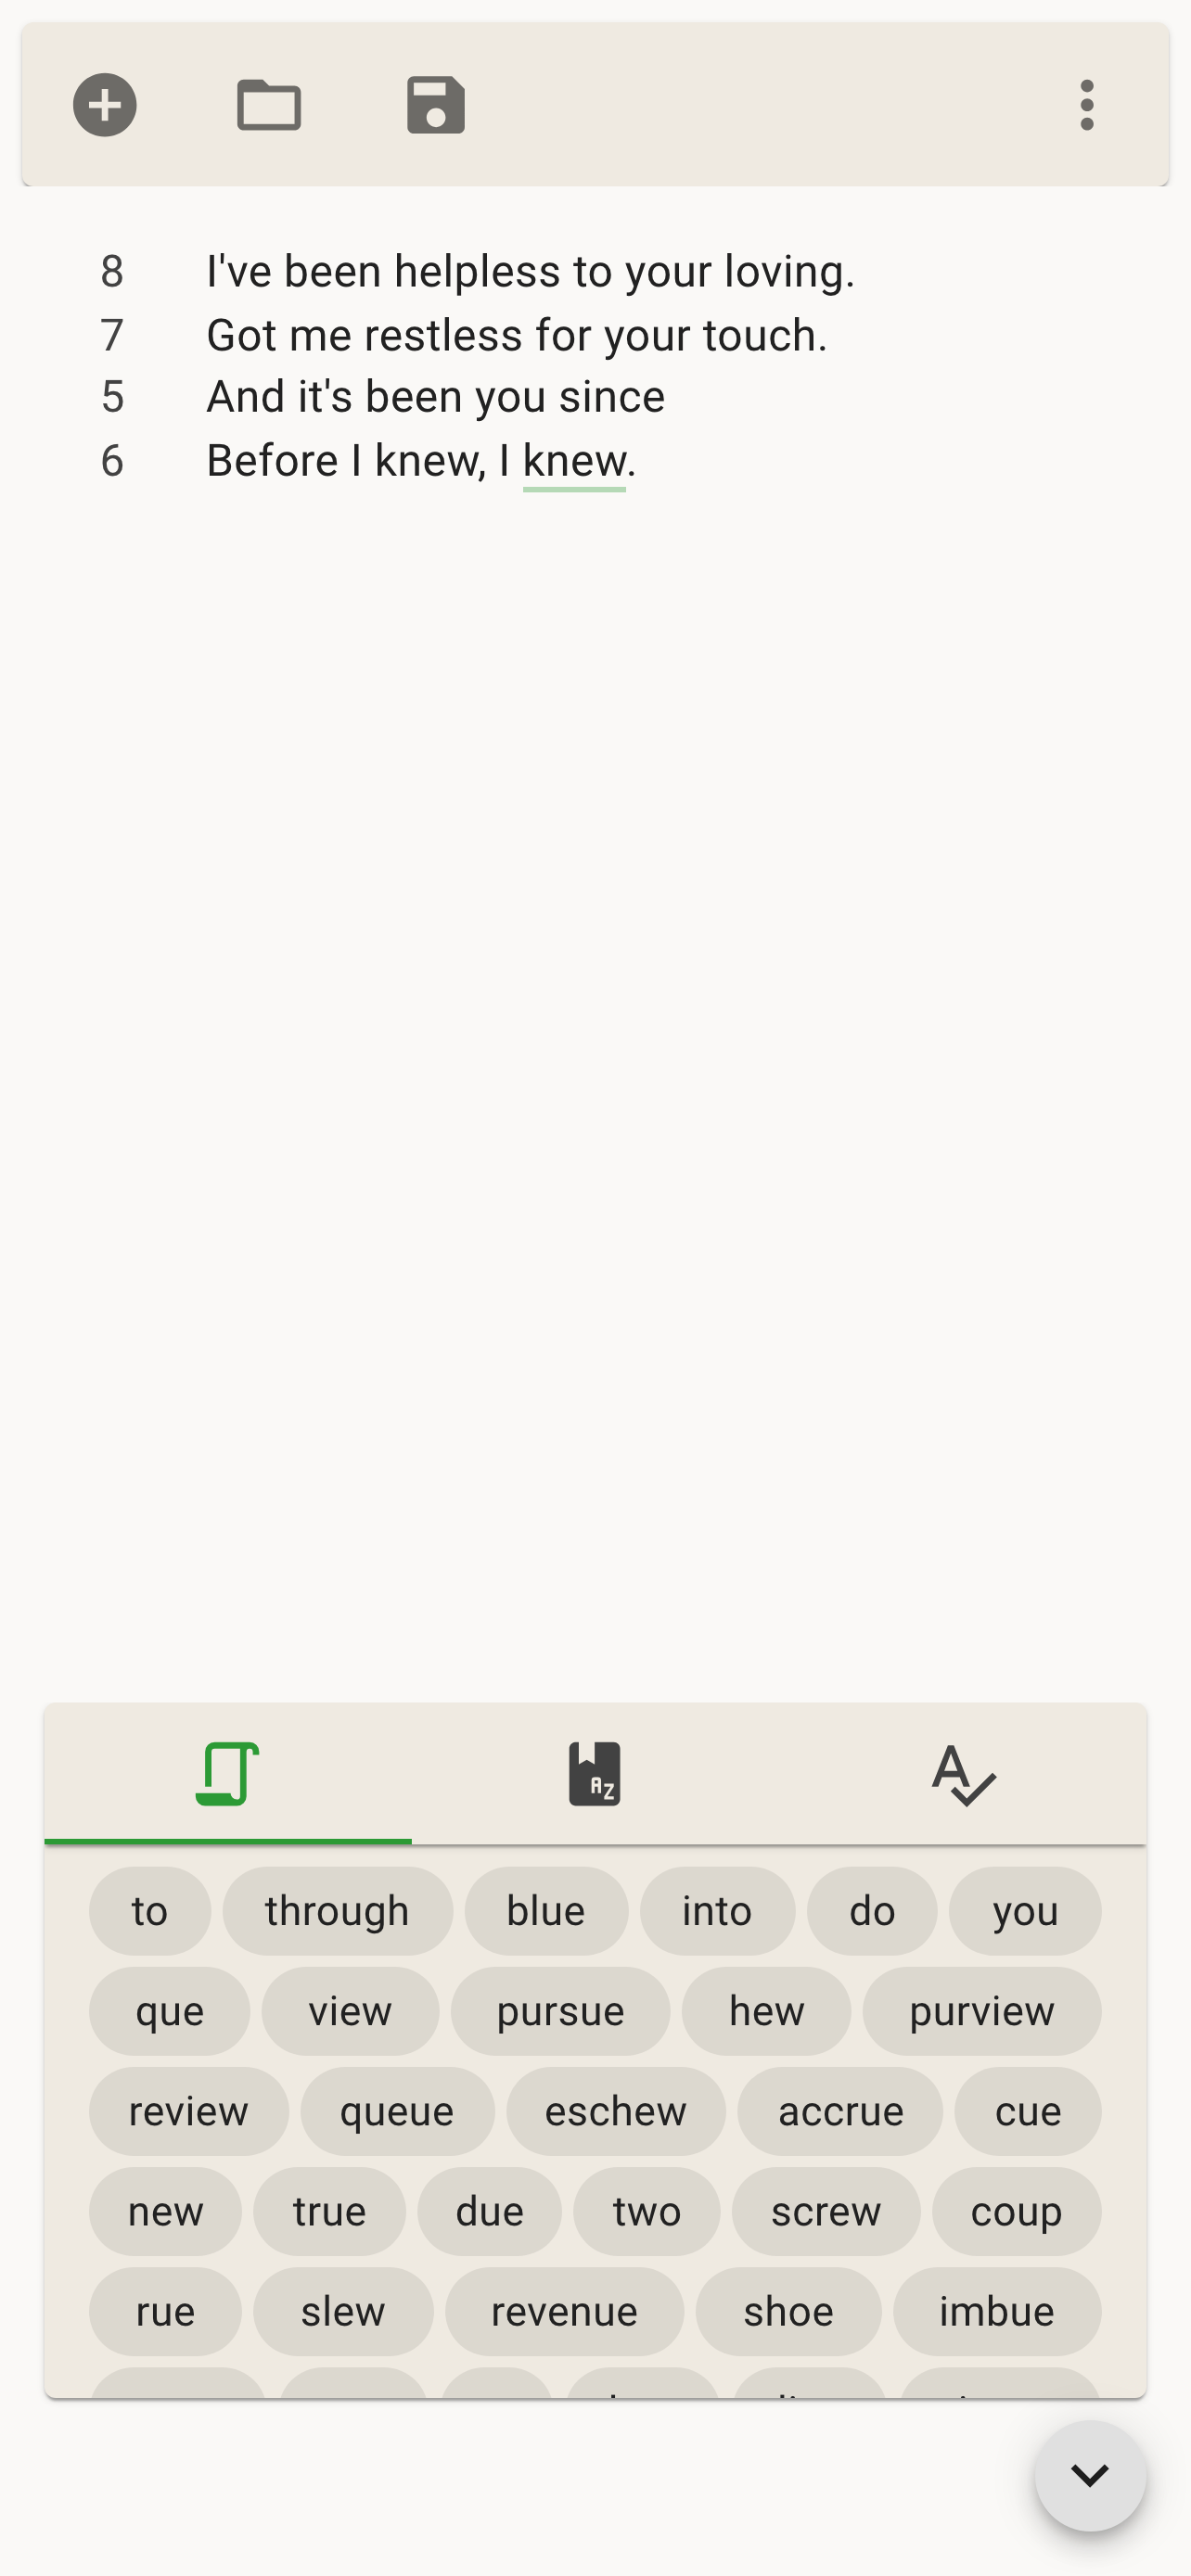 8 I've been helpless to your loving.
7 Got me restless for your touch.
5 And it's been you since
6 Before I knew, I knew.
to through blue into do you
que view pursue hew purview
review queue eschew accrue cue
new true due two screw coup
rue slew revenue shoe imbue